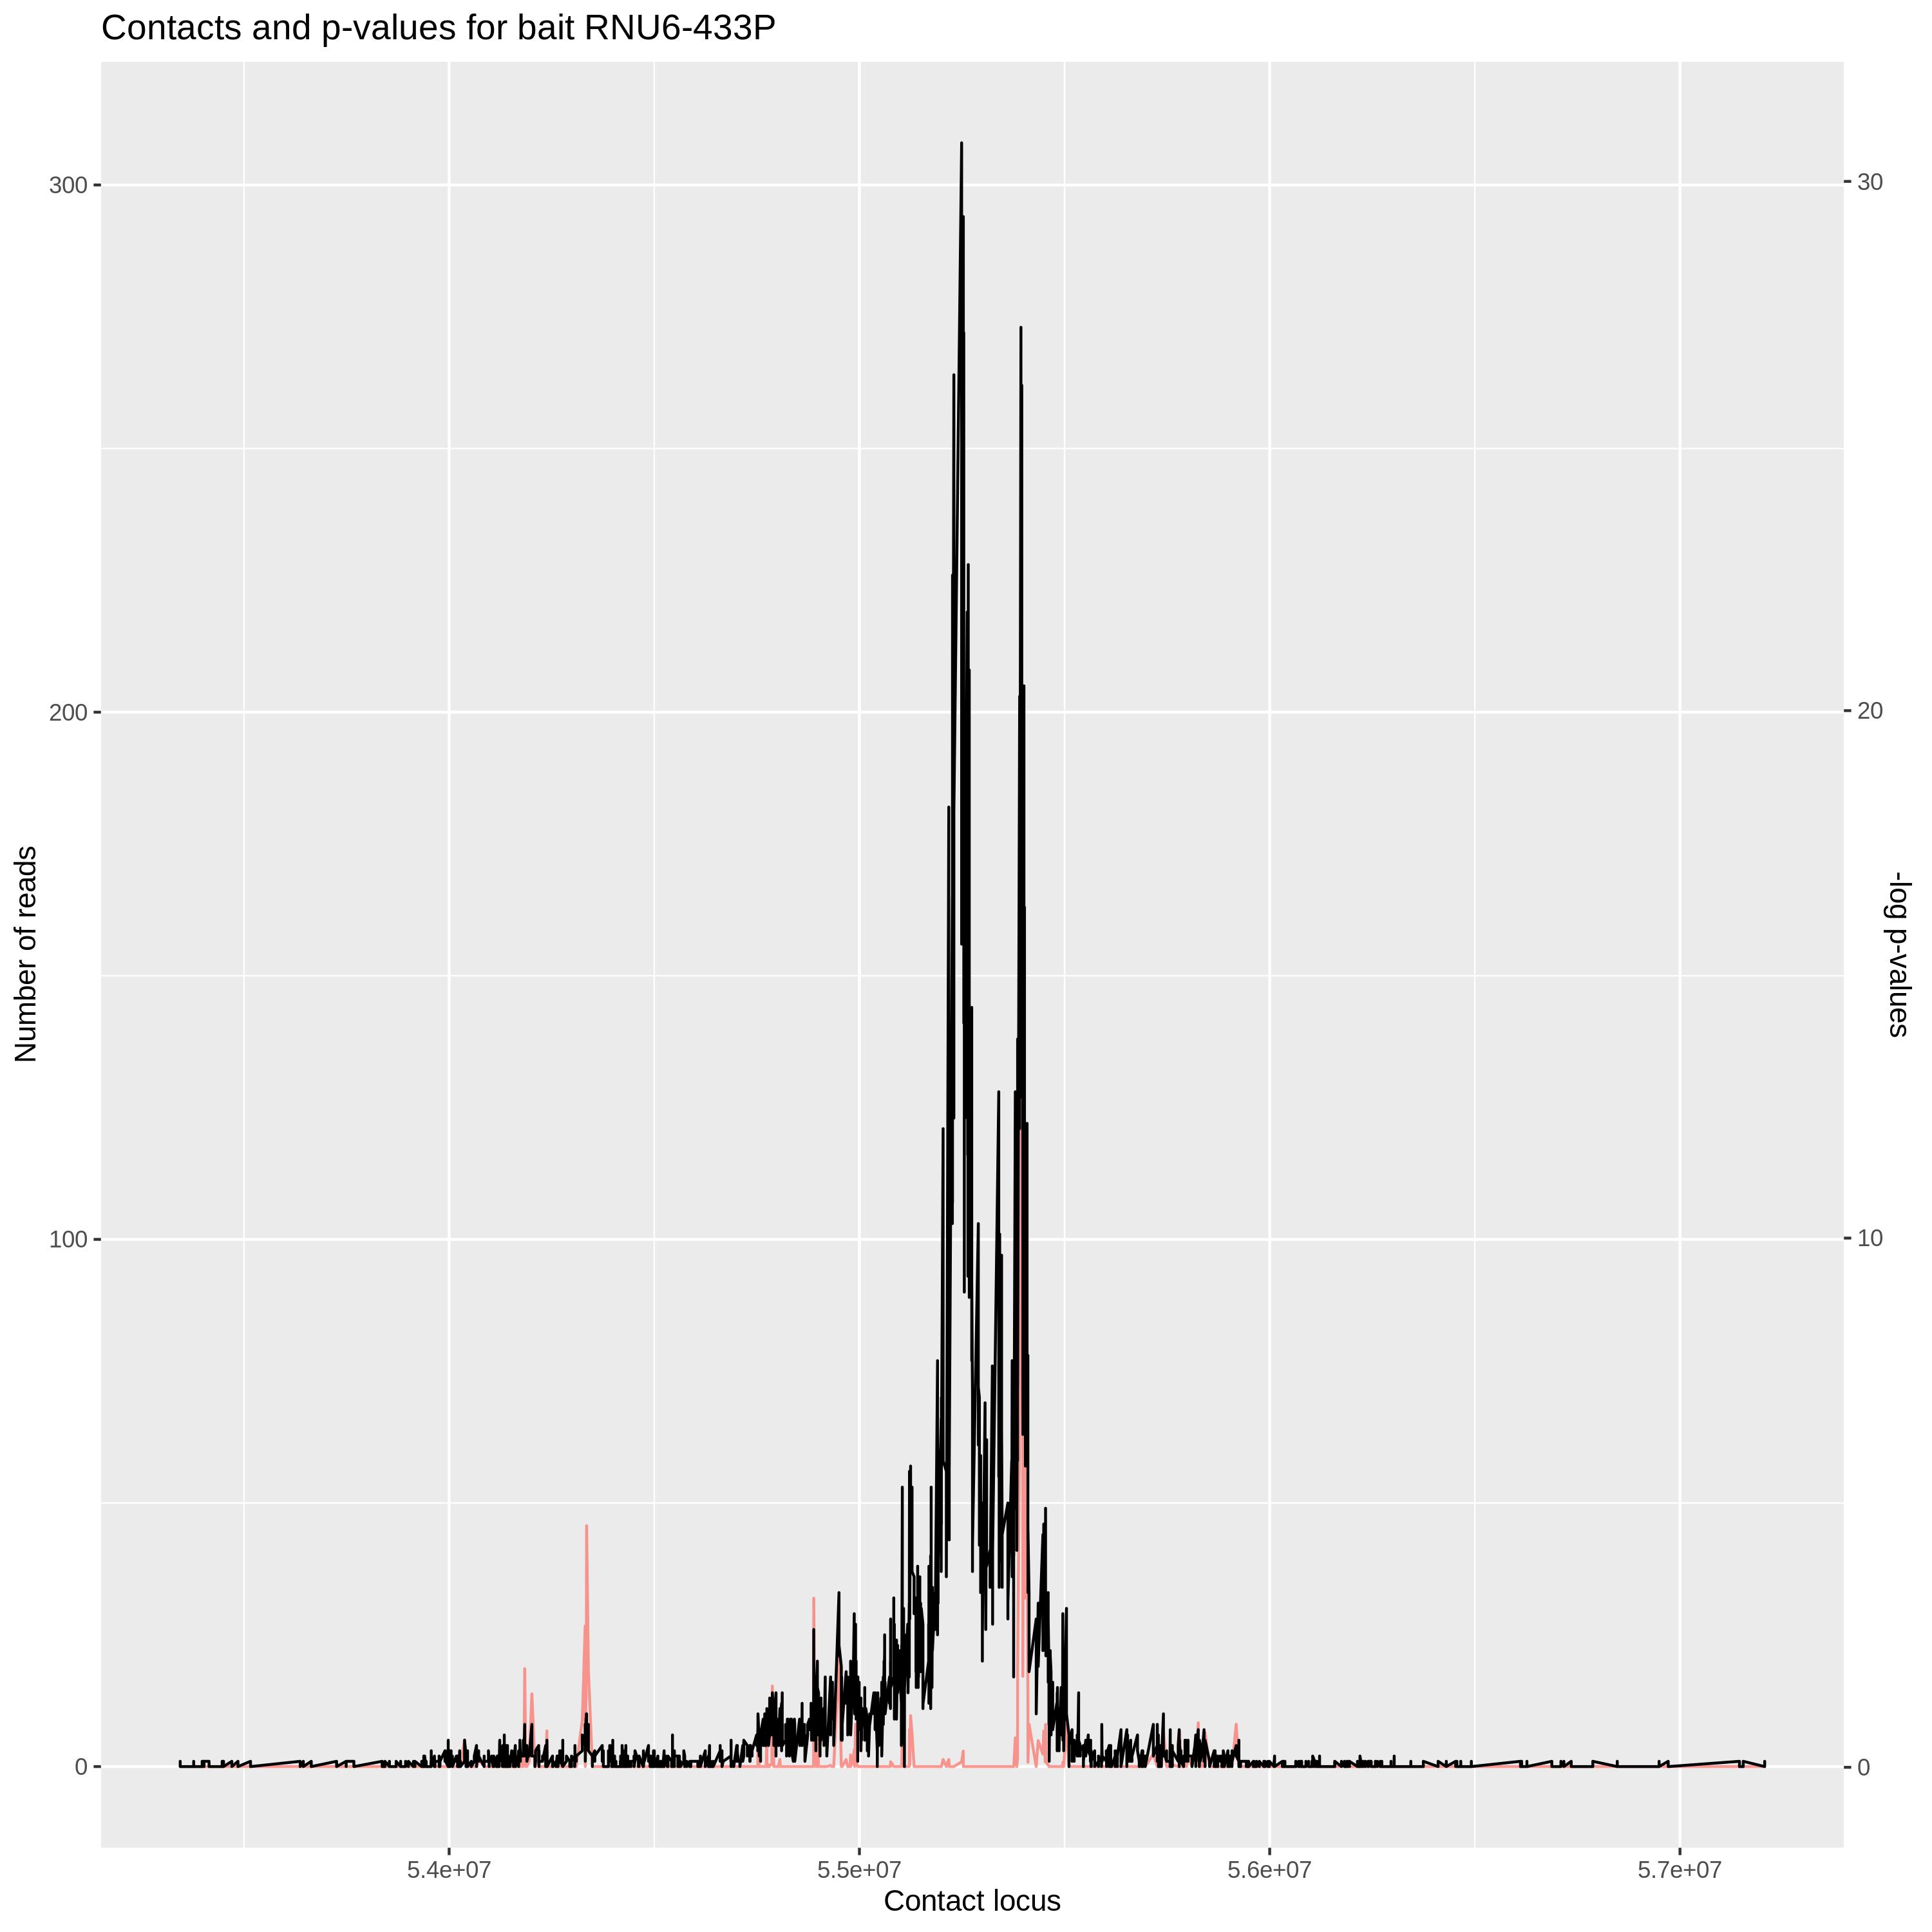 Contacts and p-values for bait RNU6-433P
300
200
100
0
30
20
10
0
Number of reads
-log p-values
5.4e+07
5.5e+07
5.6e+07
5.7e+07
Contact locus